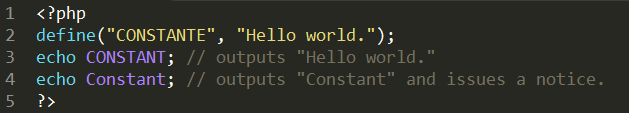 1 <?php
2 define("CONSTANTE", "Hello world.");
3 echo CONSTANT; // outputs "Hello world."
4 echo Constant; // outputs "Constant" and issues a notice.
5 ?>